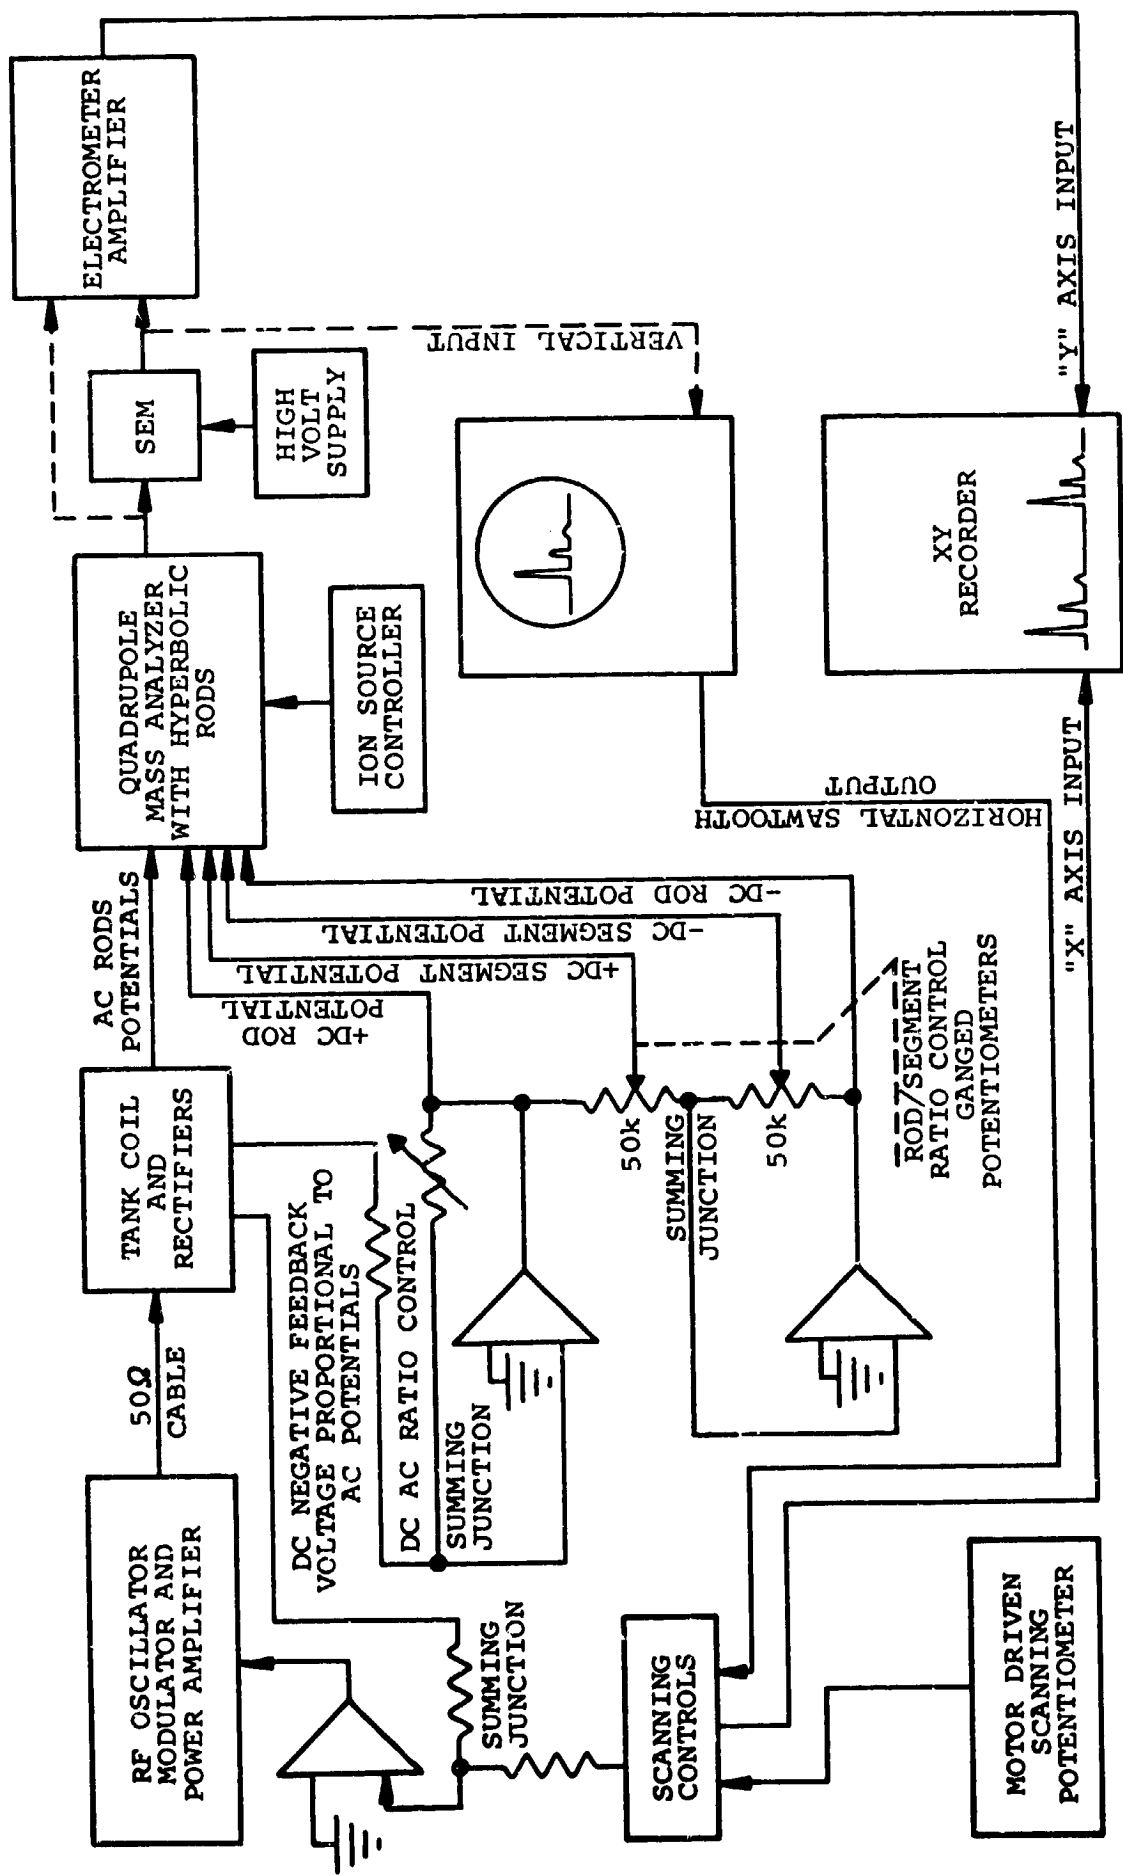 RF OSCILLATOR
MODULATOR AND
POWER AMPLIFIER
50Ω
CABLE
TANK COIL
AND
RECTIFIERS
AC RODS
POTENTIALS
QUADRUPOLE
MASS ANALYZER
WITH HYPERBOLIC
RODS
SEM
ELECTROMETER
AMPLIFIER
HIGH
VOLT
SUPPLY
ION SOURCE
CONTROLLER
VERTICAL INPUT
DC NEGATIVE FEEDBACK
VOLTAGE PROPORTIONAL TO
AC POTENTIALS
DC AC RATIO CONTROL
SUMMING
JUNCTION
+DC ROD
POTENTIAL
+DC SEGMENT POTENTIAL
-DC SEGMENT POTENTIAL
-DC ROD POTENTIAL
50k
SUMMING
JUNCTION
50k
ROD/SEGMENT
RATIO CONTROL
GANGED
POTENTIOMETERS
SUMMING
JUNCTION
SCANNING
CONTROLS
MOTOR DRIVEN
SCANNING
POTENTIOMETER
HORIZONTAL SAWTOOTH
OUTPUT
"X" AXIS INPUT
XY
RECORDER
"Y" AXIS INPUT